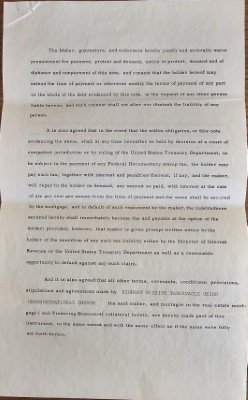 The Maker, guarantors, and endorsers hereby jointly and severally waive
presentment for payment, protest and demand, notice of protest, demand and of
dishonor and nonpayment of this note, and consent that the holder hereof may
extend the time of payment or otherwise modify the terms of payment of any part
or the whole of the debt evidenced by this note, at the request of any other person
liable hereon, and such consent shall not alter nor diminish the liability of any
person.
It is also agreed that in the event that the entire obligation, or this note
evidencing the same, shall at any time hereafter be held by decision of a court of
competent jurisdiction or by ruling of the United States Treasury Department, to
be subject to the payment of any Federal Documentary stamp tax, the holder may
pay such tax, together with interest and penalties thereon, if any, and the maker,
will repay to the holder on demand, any amount so paid, with interest at the rate
of six per cent per annum from the time of payment and the same shall be secured
by the mortgage, and in default of such repayment by the maker, the indebtedness
secured hereby shall immediately become due and payable at the option of the
holder; provided, however, that maker is given prompt written notice by the
holder of the assertion of any such tax liability either by the Director of Internal
Revenue or the United States Treasury Department as well as a reasonable
opportunity to defend against any such claim.
And it is also agreed that all other terms, covenants, conditions, provisions,
stipulations and agreements made by TABERNACLE UNION
the said maker, and mortgagor in the real estate mort-
gage (and Financing Statement) collateral hereto, are hereby made part of this
instrument, to the same extent and with the same effect as if the same were fully
set forth herein.